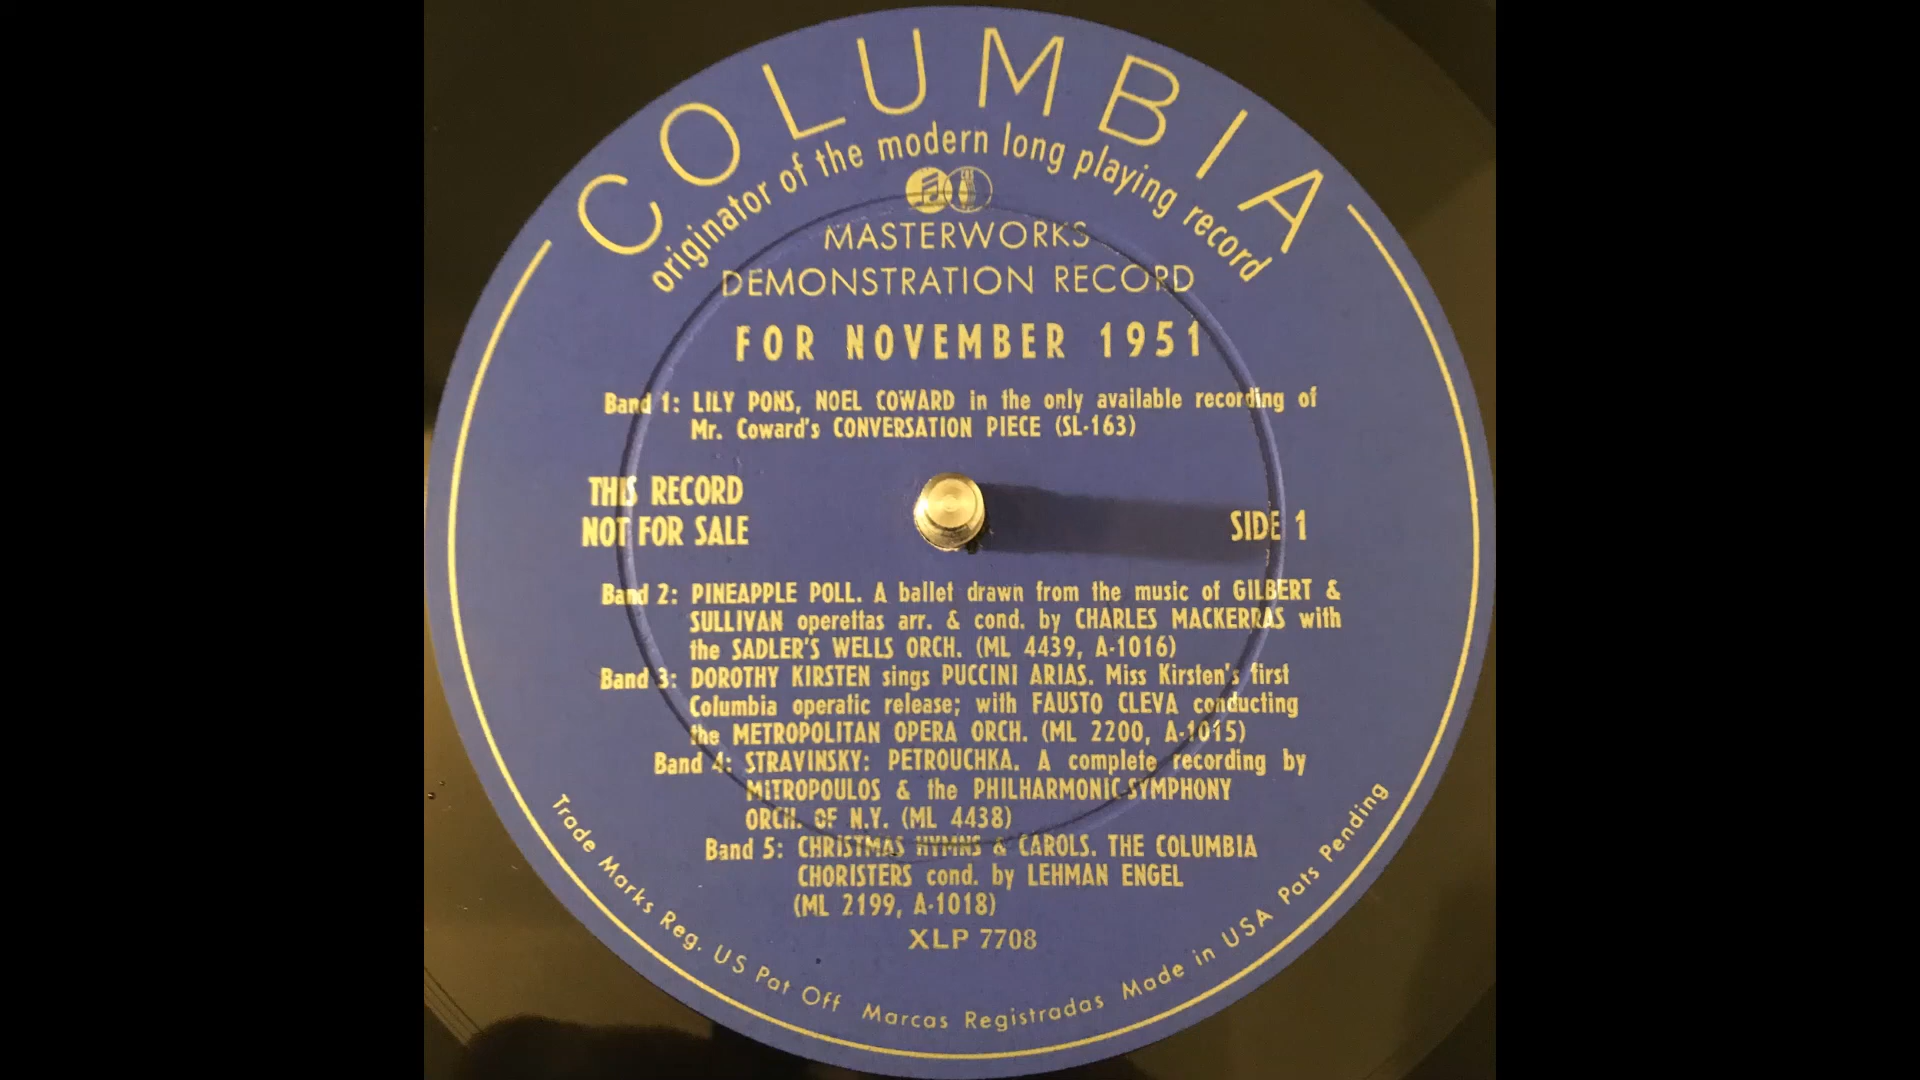 COLUMBIA
originator of the modern long playing record
MASTERWORKS
DEMONSTRATION RECORD
FOR NOVEMBER 1951
Band 1: LILY PONS, NOEL COWARD in the only available recording of
Mr. Coward's CONVERSATION PIECE (SL-163)
THIS RECORD
NOT FOR SALE
SIDE 1
Band 2: PINEAPPLE POLL. A ballet drawn from the music of GILBERT &
SULLIVAN operettas arr. & cond. by CHARLES MACKERRAS with
the SADLER'S WELLS ORCH. (ML 4439, A-1016)
Band 3: DOROTHY KIRSTEN sings PUCCINI ARIAS. Miss Kirsten's first
Columbia operatic release; with FAUSTO CLEVA conducting
the METROPOLITAN OPERA ORCH. (ML 2200, A-1015)
Band 4: STRAVINSKY: PETROUCHKA. A complete recording by
MITROPOULOS & the PHILHARMONIC-SYMPHONY
ORCH. OF N.Y. (ML 4438)
Band 5: CHRISTMAS HYMNS & CAROLS. THE COLUMBIA
CHORISTERS cond. by LEHMAN ENGEL
(ML 2199, A-1018)
XLP 7708
Trade Marks Reg. US Pat Off Marcas Registradas Made in USA Pats Pending